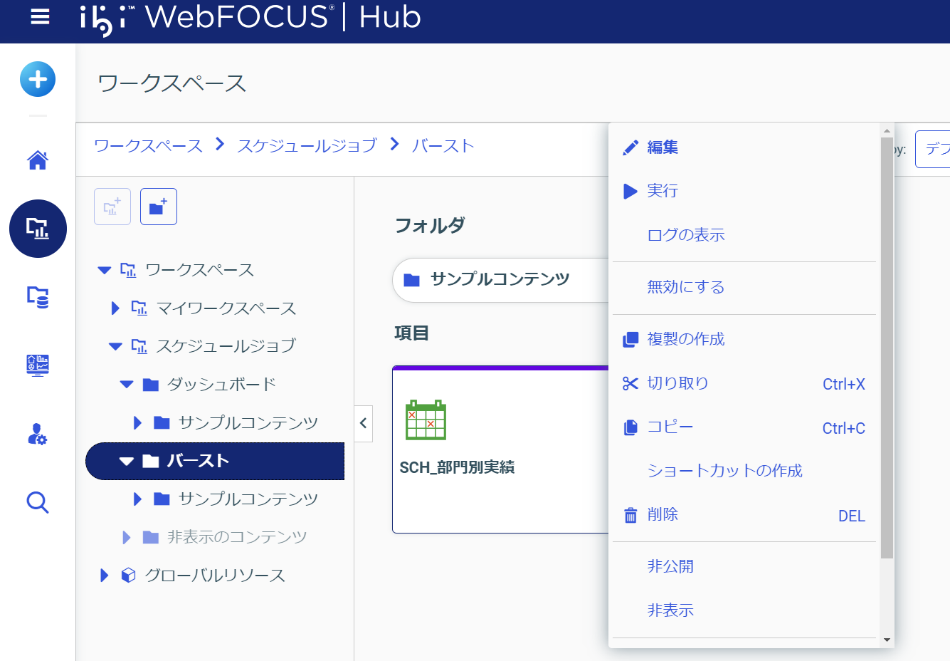 ibi™ WebFOCUS® | Hub
ワークスペース
ワークスペース > スケジュールジョブ > バースト
by:
デフ
フォルダ
サンプルコンテンツ
項目
SCH_部門別実績
ワークスペース
マイワークスペース
スケジュールジョブ
ダッシュボード
サンプルコンテンツ
バースト
サンプルコンテンツ
非表示のコンテンツ
グローバルリソース
編集
実行
ログの表示
無効にする
複製の作成
切り取り Ctrl+X
コピー Ctrl+C
ショートカットの作成
削除 DEL
非公開
非表示